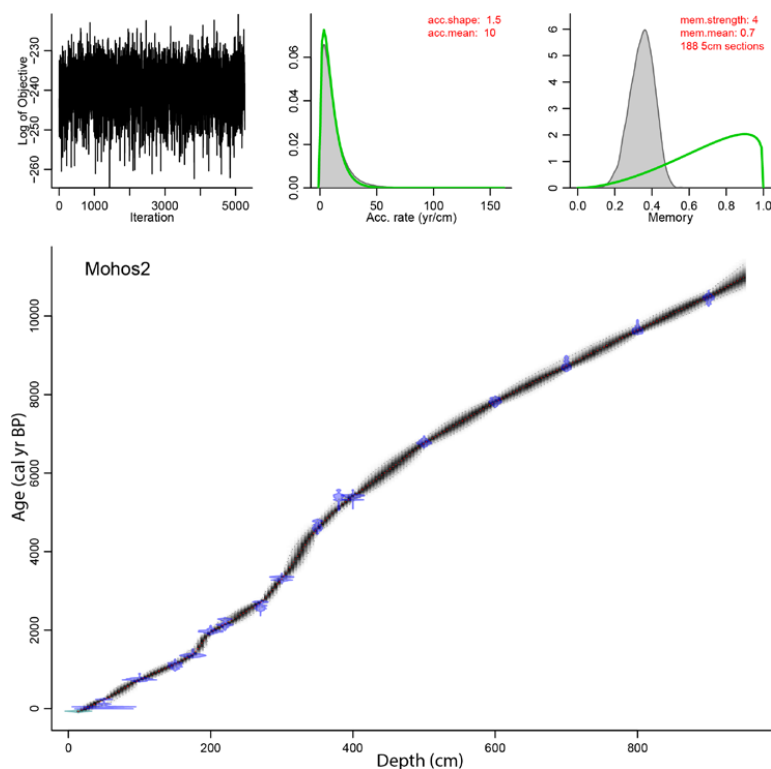 Log of Objective
-230
-240
-250
-260
0 1000 3000 5000
Iteration
acc.shape: 1.5
acc.mean: 10
0.00 0.02 0.04 0.06
0 50 100 150
Acc. rate (yr/cm)
mem.strength: 4
mem.mean: 0.7
188 5cm sections
0 1 2 3 4 5 6
0.0 0.2 0.4 0.6 0.8 1.0
Memory
Mohos2
Age (cal yr BP)
0 2000 4000 6000 8000 10000
0 200 400 600 800
Depth (cm)